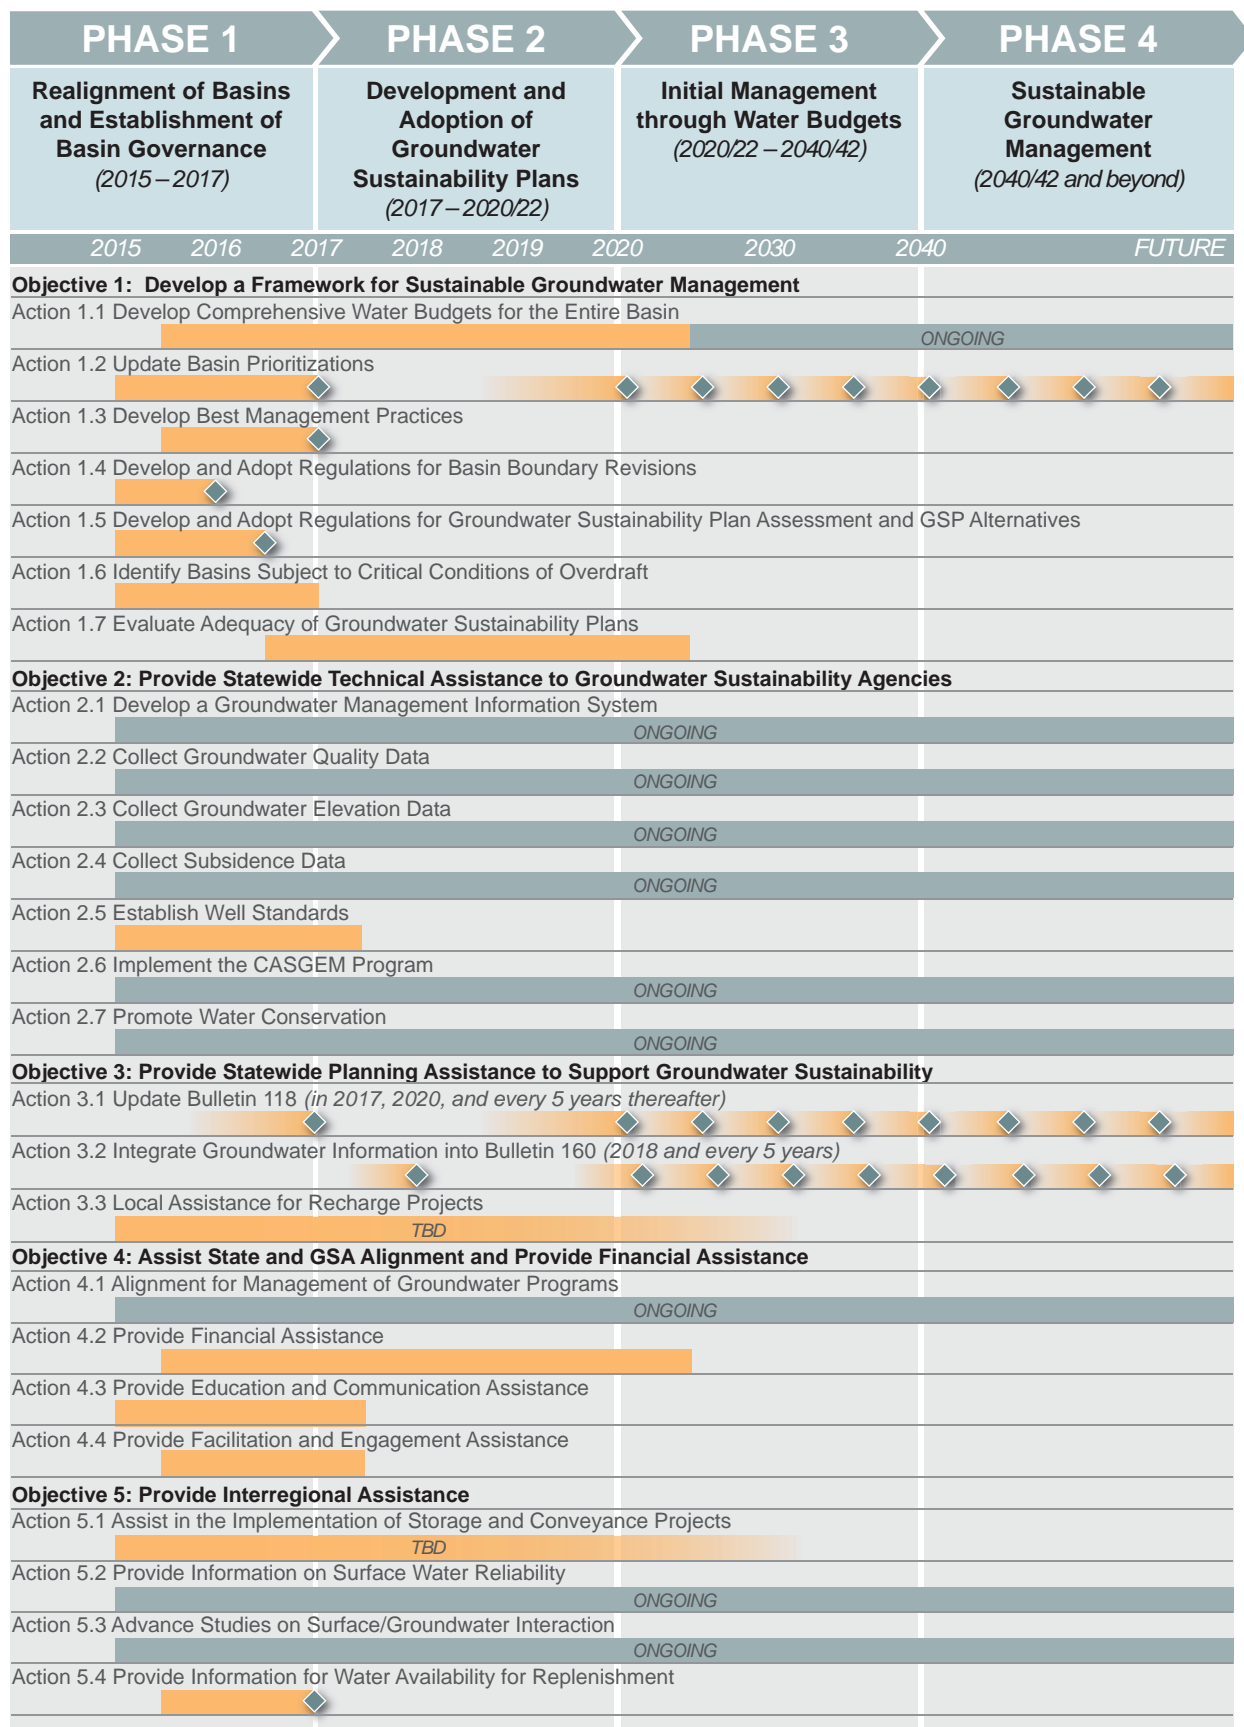 PHASE 1
PHASE 2
PHASE 3
PHASE 4
Realignment of Basins
and Establishment of
Basin Governance
(2015 – 2017)
Development and
Adoption of
Groundwater
Sustainability Plans
(2017 – 2020/22)
Initial Management
through Water Budgets
(2020/22 – 2040/42)
Sustainable
Groundwater
Management
(2040/42 and beyond)
2015 2016 2017 2018 2019 2020 2030 2040 FUTURE
Objective 1: Develop a Framework for Sustainable Groundwater Management
Action 1.1 Develop Comprehensive Water Budgets for the Entire Basin
ONGOING
Action 1.2 Update Basin Prioritizations
Action 1.3 Develop Best Management Practices
Action 1.4 Develop and Adopt Regulations for Basin Boundary Revisions
Action 1.5 Develop and Adopt Regulations for Groundwater Sustainability Plan Assessment and GSP Alternatives
Action 1.6 Identify Basins Subject to Critical Conditions of Overdraft
Action 1.7 Evaluate Adequacy of Groundwater Sustainability Plans
Objective 2: Provide Statewide Technical Assistance to Groundwater Sustainability Agencies
Action 2.1 Develop a Groundwater Management Information System
ONGOING
Action 2.2 Collect Groundwater Quality Data
ONGOING
Action 2.3 Collect Groundwater Elevation Data
ONGOING
Action 2.4 Collect Subsidence Data
ONGOING
Action 2.5 Establish Well Standards
Action 2.6 Implement the CASGEM Program
ONGOING
Action 2.7 Promote Water Conservation
ONGOING
Objective 3: Provide Statewide Planning Assistance to Support Groundwater Sustainability
Action 3.1 Update Bulletin 118 (in 2017, 2020, and every 5 years thereafter)
Action 3.2 Integrate Groundwater Information into Bulletin 160 (2018 and every 5 years)
Action 3.3 Local Assistance for Recharge Projects
TBD
Objective 4: Assist State and GSA Alignment and Provide Financial Assistance
Action 4.1 Alignment for Management of Groundwater Programs
ONGOING
Action 4.2 Provide Financial Assistance
Action 4.3 Provide Education and Communication Assistance
Action 4.4 Provide Facilitation and Engagement Assistance
Objective 5: Provide Interregional Assistance
Action 5.1 Assist in the Implementation of Storage and Conveyance Projects
TBD
Action 5.2 Provide Information on Surface Water Reliability
ONGOING
Action 5.3 Advance Studies on Surface/Groundwater Interaction
ONGOING
Action 5.4 Provide Information for Water Availability for Replenishment